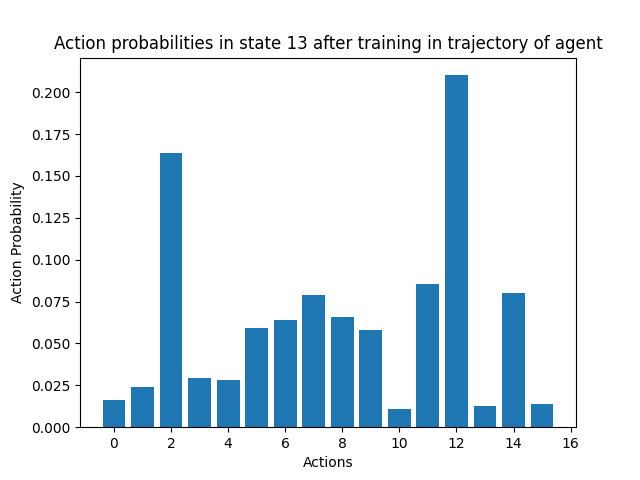 Action probabilities in state 13 after training in trajectory of agent
0.200
0.175
0.150
0.125
0.100
0.075
0.050
0.025
0.000
Action Probability
0 2 4 6 8 10 12 14 16
Actions